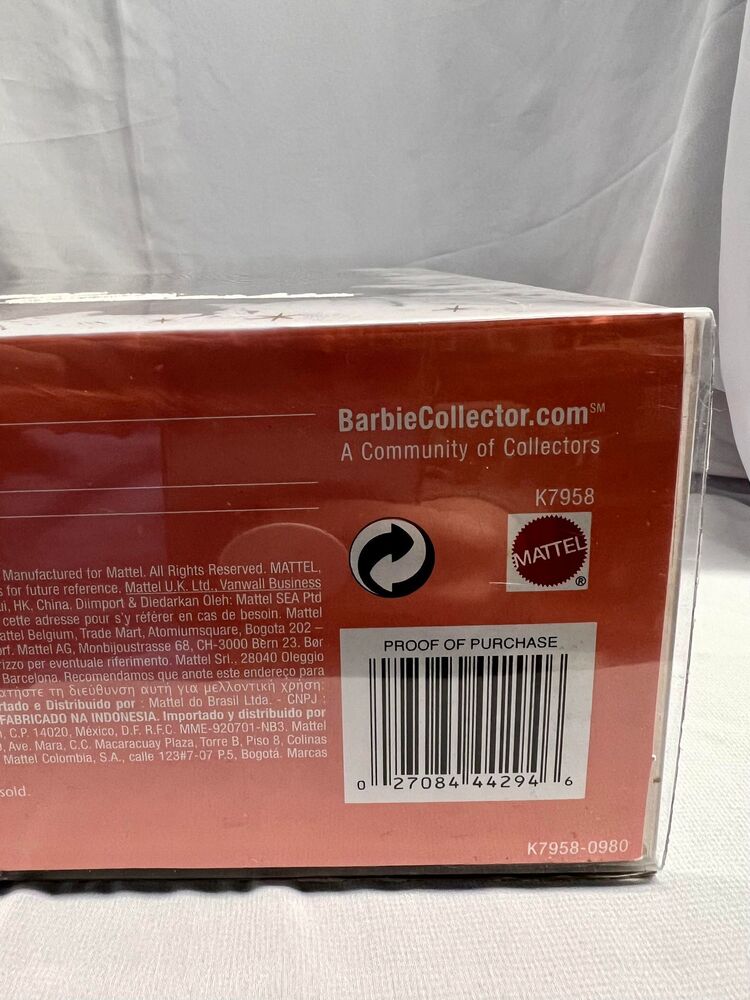 BarbieCollector.com℠
A Community of Collectors
K7958
MATTEL
®
Manufactured for Mattel. All Rights Reserved. MATTEL,
s for future reference. Mattel U.K. Ltd., Vanwall Business
ui, HK, China. Diimport & Diedarkan Oleh: Mattel SEA Ptd
cette adresse pour s'y référer en cas de besoin. Mattel
attel Belgium, Trade Mart, Atomiumsquare, Bogota 202 –
orf. Mattel AG, Monbijoustrasse 68, CH-3000 Bern 23. Bør
rizzo per eventuale riferimento. Mattel Srl., 28040 Oleggio
Barcelona. Recomendamos que anote este endereço para
ατήστε τη διεύθυνση αυτή για μελλοντική χρήση:
rtado e Distribuido por : Mattel do Brasil Ltda. - CNPJ :
FABRICADO NA INDONESIA. Importado y distribuido por
, C.P. 14020, México, D.F. R.F.C. MME-920701-NB3. Mattel
, Ave. Mara, C.C. Macaracuay Plaza, Torre B, Piso 8, Colinas
Mattel Colombia, S.A., calle 123#7-07 P.5, Bogotá. Marcas
sold.
PROOF OF PURCHASE
0 27084 44294 6
K7958-0980